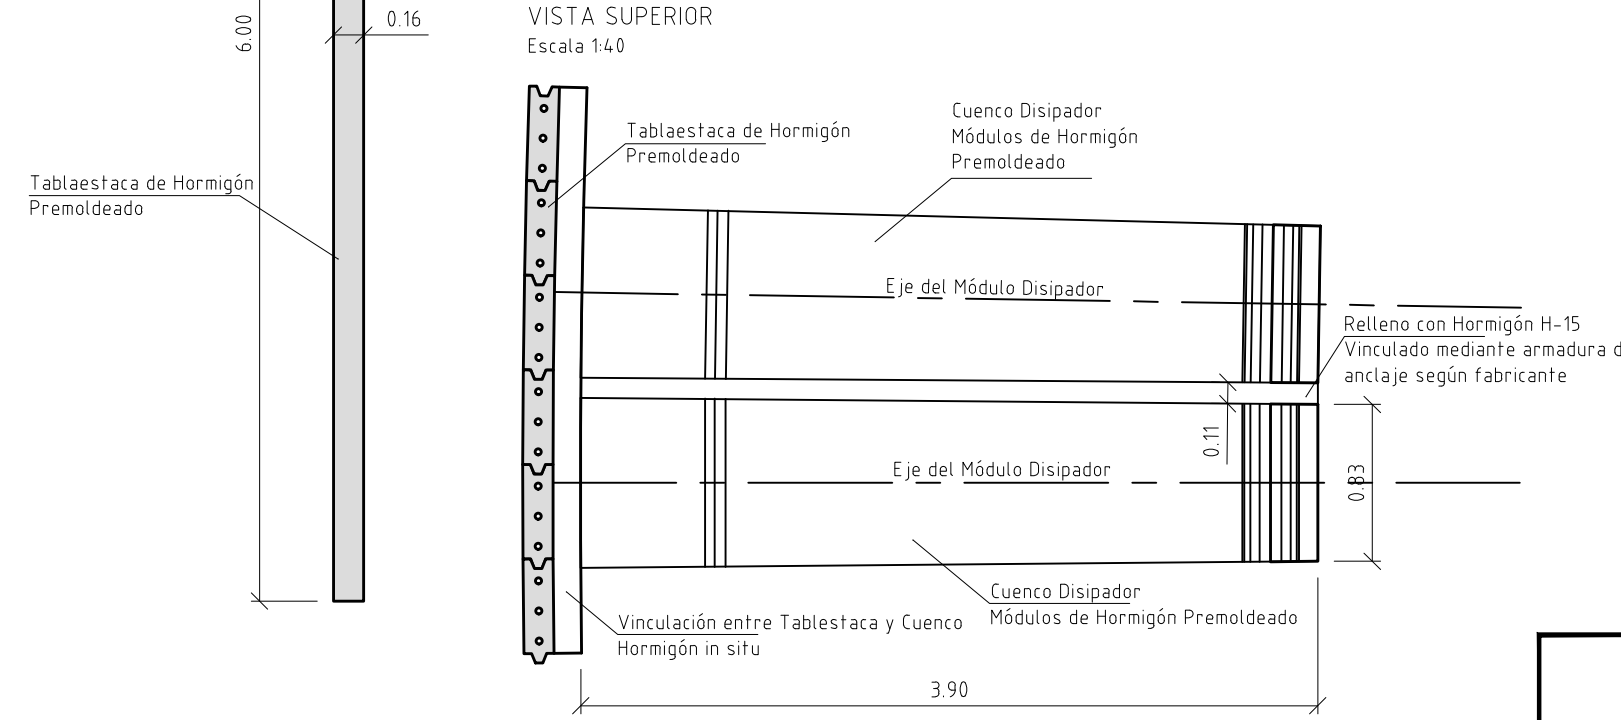 6.00
0.16
VISTA SUPERIOR
Escala 1:40
Tablaestaca de Hormigón
Premoldeado
Tablaestaca de Hormigón
Premoldeado
Cuenco Disipador
Módulos de Hormigón
Premoldeado
Eje del Módulo Disipador
Relleno con Hormigón H-15
Vinculado mediante armadura d
anclaje según fabricante
0.11
0.83
Eje del Módulo Disipador
Cuenco Disipador
Módulos de Hormigón Premoldeado
Vinculación entre Tablestaca y Cuenco
Hormigón in situ
3.90